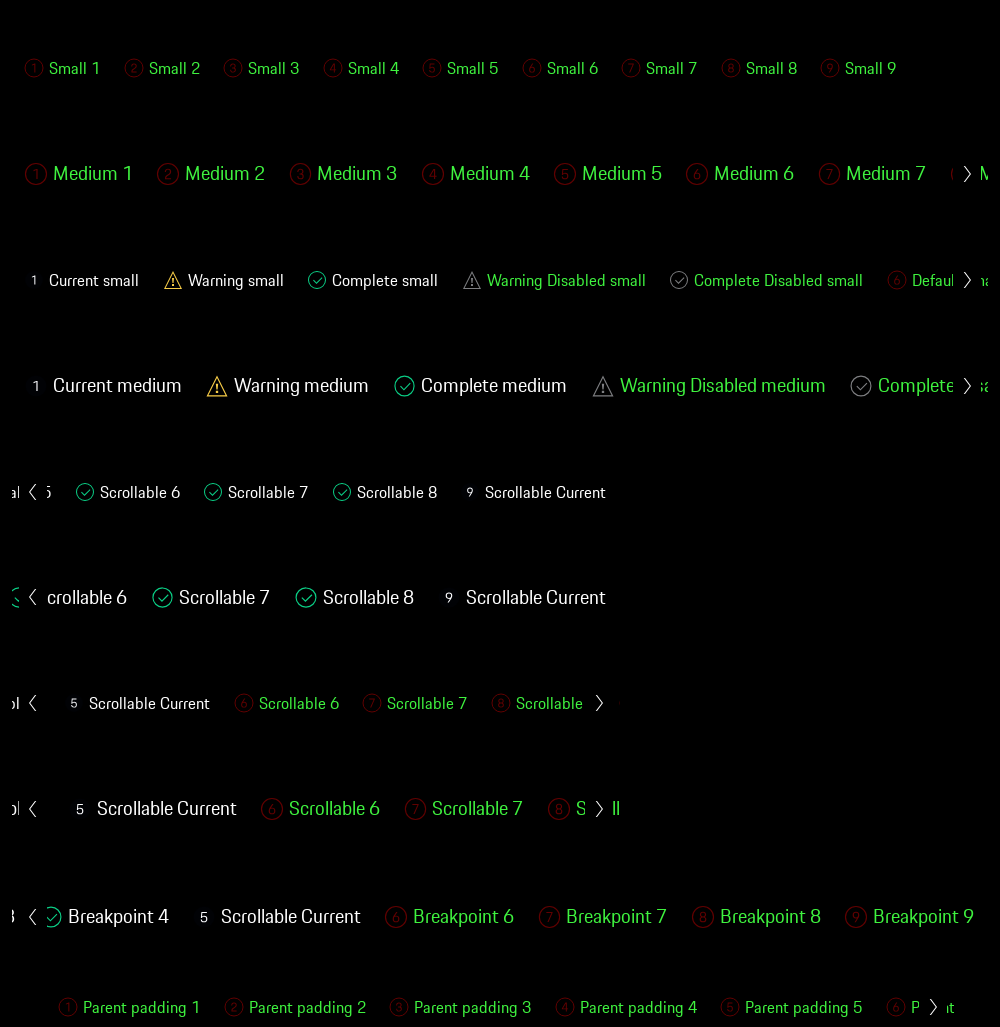 1 Small 1 2 Small 2 3 Small 3 4 Small 4 5 Small 5 6 Small 6 7 Small 7 8 Small 8 9 Small 9
1 Medium 1 2 Medium 2 3 Medium 3 4 Medium 4 5 Medium 5 6 Medium 6 7 Medium 7
1 Current small Warning small Complete small Warning Disabled small Complete Disabled small 6
1 Current medium Warning medium Complete medium Warning Disabled medium Complete
5 Scrollable 6 Scrollable 7 Scrollable 8 9 Scrollable Current
crollable 6 Scrollable 7 Scrollable 8 9 Scrollable Current
5 Scrollable Current 6 Scrollable 6 7 Scrollable 7 8 Scrollable
5 Scrollable Current 6 Scrollable 6 7 Scrollable 7 8
Breakpoint 4 5 Scrollable Current 6 Breakpoint 6 7 Breakpoint 7 8 Breakpoint 8 9 Breakpoint 9
1 Parent padding 1 2 Parent padding 2 3 Parent padding 3 4 Parent padding 4 5 Parent padding 5 6